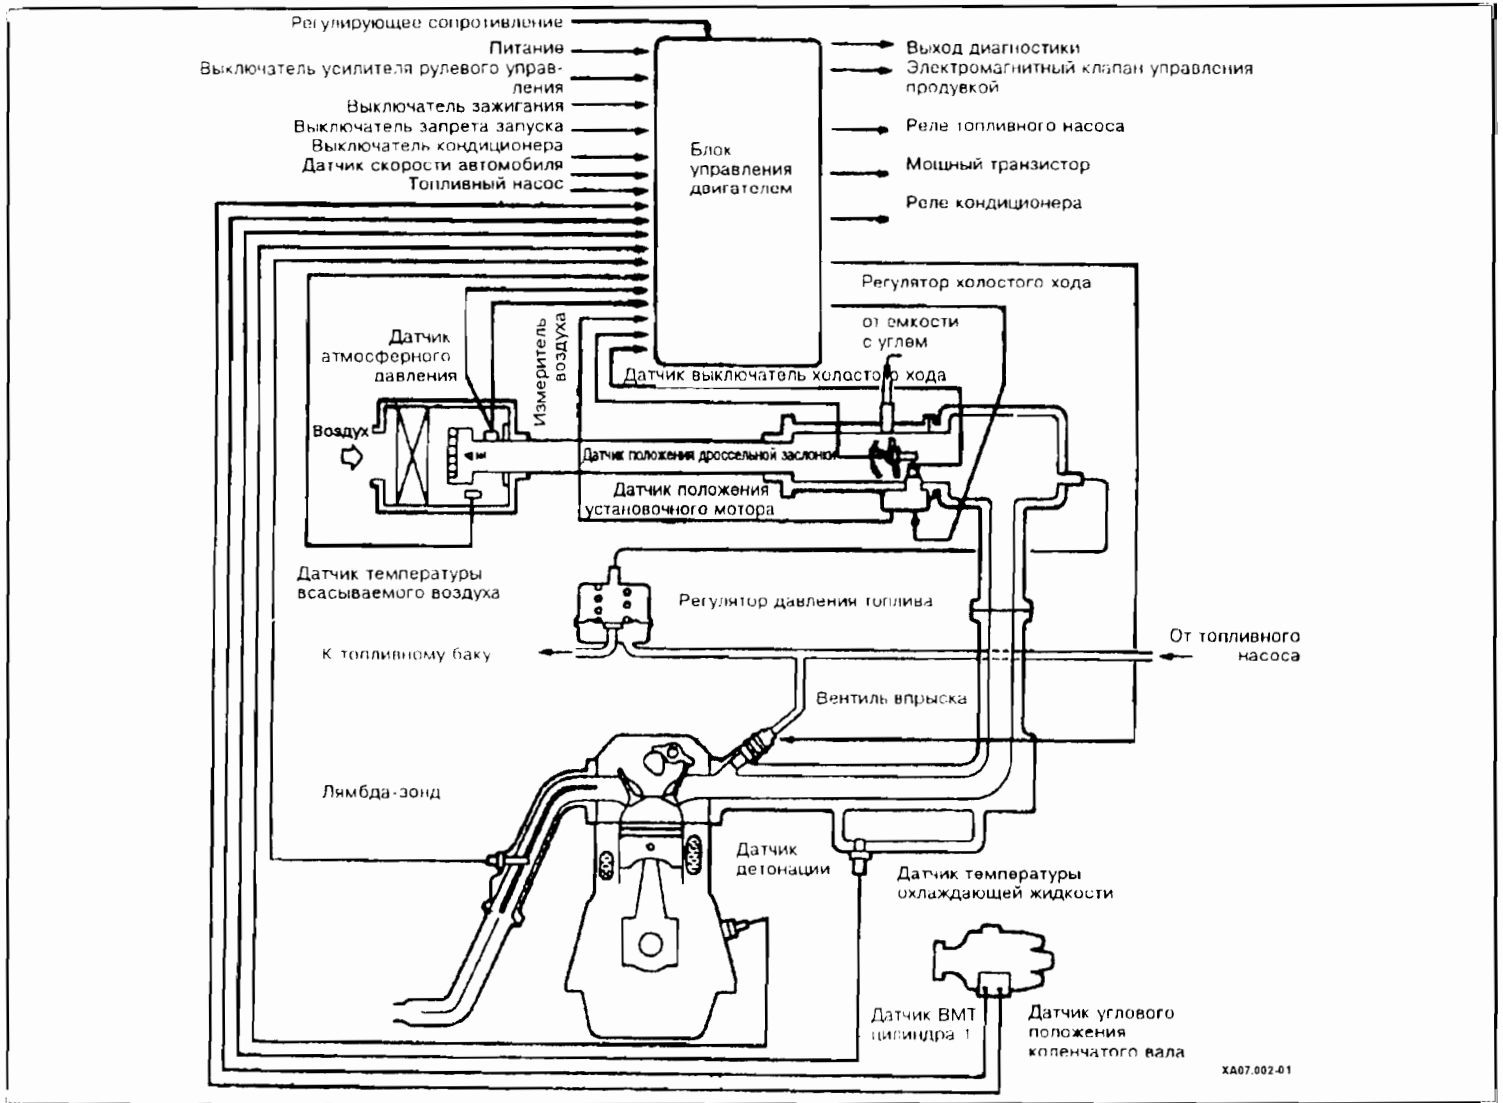 Регулирующее сопротивление
Питание
Выключатель усилителя рулевого управ-
ления
Выключатель зажигания
Выключатель запрета запуска
Выключатель кондиционера
Датчик скорости автомобиля
Топливный насос
Блок
управления
двигателем
Выход диагностики
Электромагнитный клапан управления
продувкой
Реле топливного насоса
Мощный транзистор
Реле кондиционера
Регулятор холостого хода
от емкости
с углем
Датчик
атмосферного
давления
Измеритель
воздуха
Датчик выключатель холостого хода
Воздух
Датчик положения дроссельной заслонки
Датчик положения
установочного мотора
Датчик температуры
всасываемого воздуха
Регулятор давления топлива
К топливному баку
От топливного
насоса
Вентиль впрыска
Лямбда-зонд
Датчик
детонации
Датчик температуры
охлаждающей жидкости
Датчик ВМТ
цилиндра 1
Датчик углового
положения
коленчатого вала
XA07.002-01